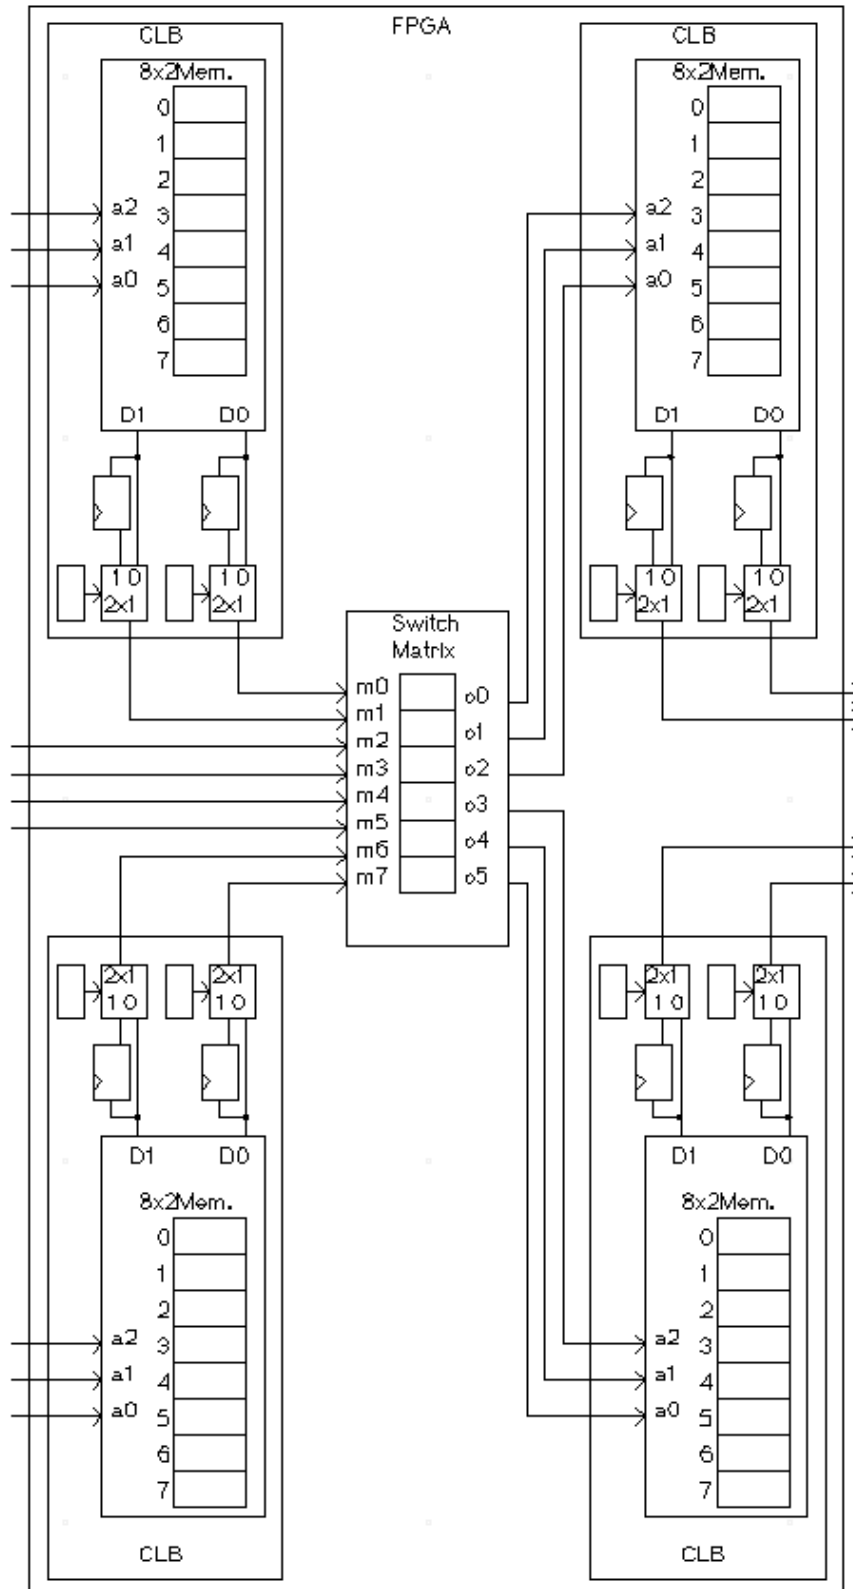 FPGA
CLB
8x2Mem.
0
1
2
a2 3
a1 4
a0 5
6
7
D1 D0
1 0
2x1
1 0
2x1
CLB
8x2Mem.
0
1
2
a2 3
a1 4
a0 5
6
7
D1 D0
1 0
2x1
1 0
2x1
Switch
Matrix
m0 o0
m1
m2 o1
m3 o2
m4 o3
m5
m6 o4
m7 o5
2x1
1 0
2x1
1 0
D1 D0
8x2Mem.
0
1
2
a2 3
a1 4
a0 5
6
7
CLB
2x1
1 0
2x1
1 0
D1 D0
8x2Mem.
0
1
2
a2 3
a1 4
a0 5
6
7
CLB